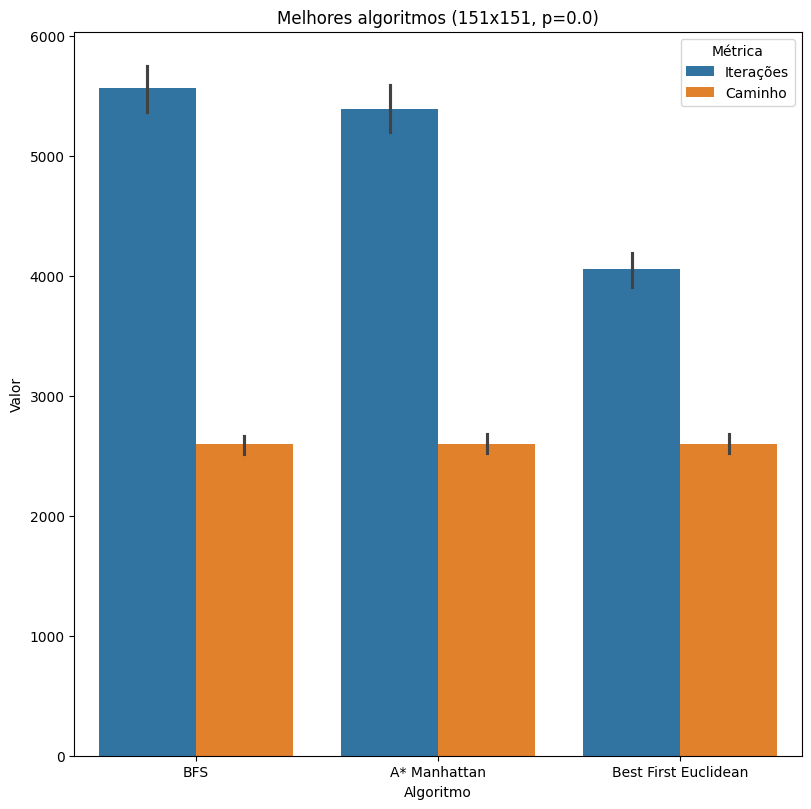 Melhores algoritmos (151x151, p=0.0)
Métrica
Iterações
Caminho
6000
5000
4000
3000
2000
1000
0
Valor
BFS
A* Manhattan
Best First Euclidean
Algoritmo